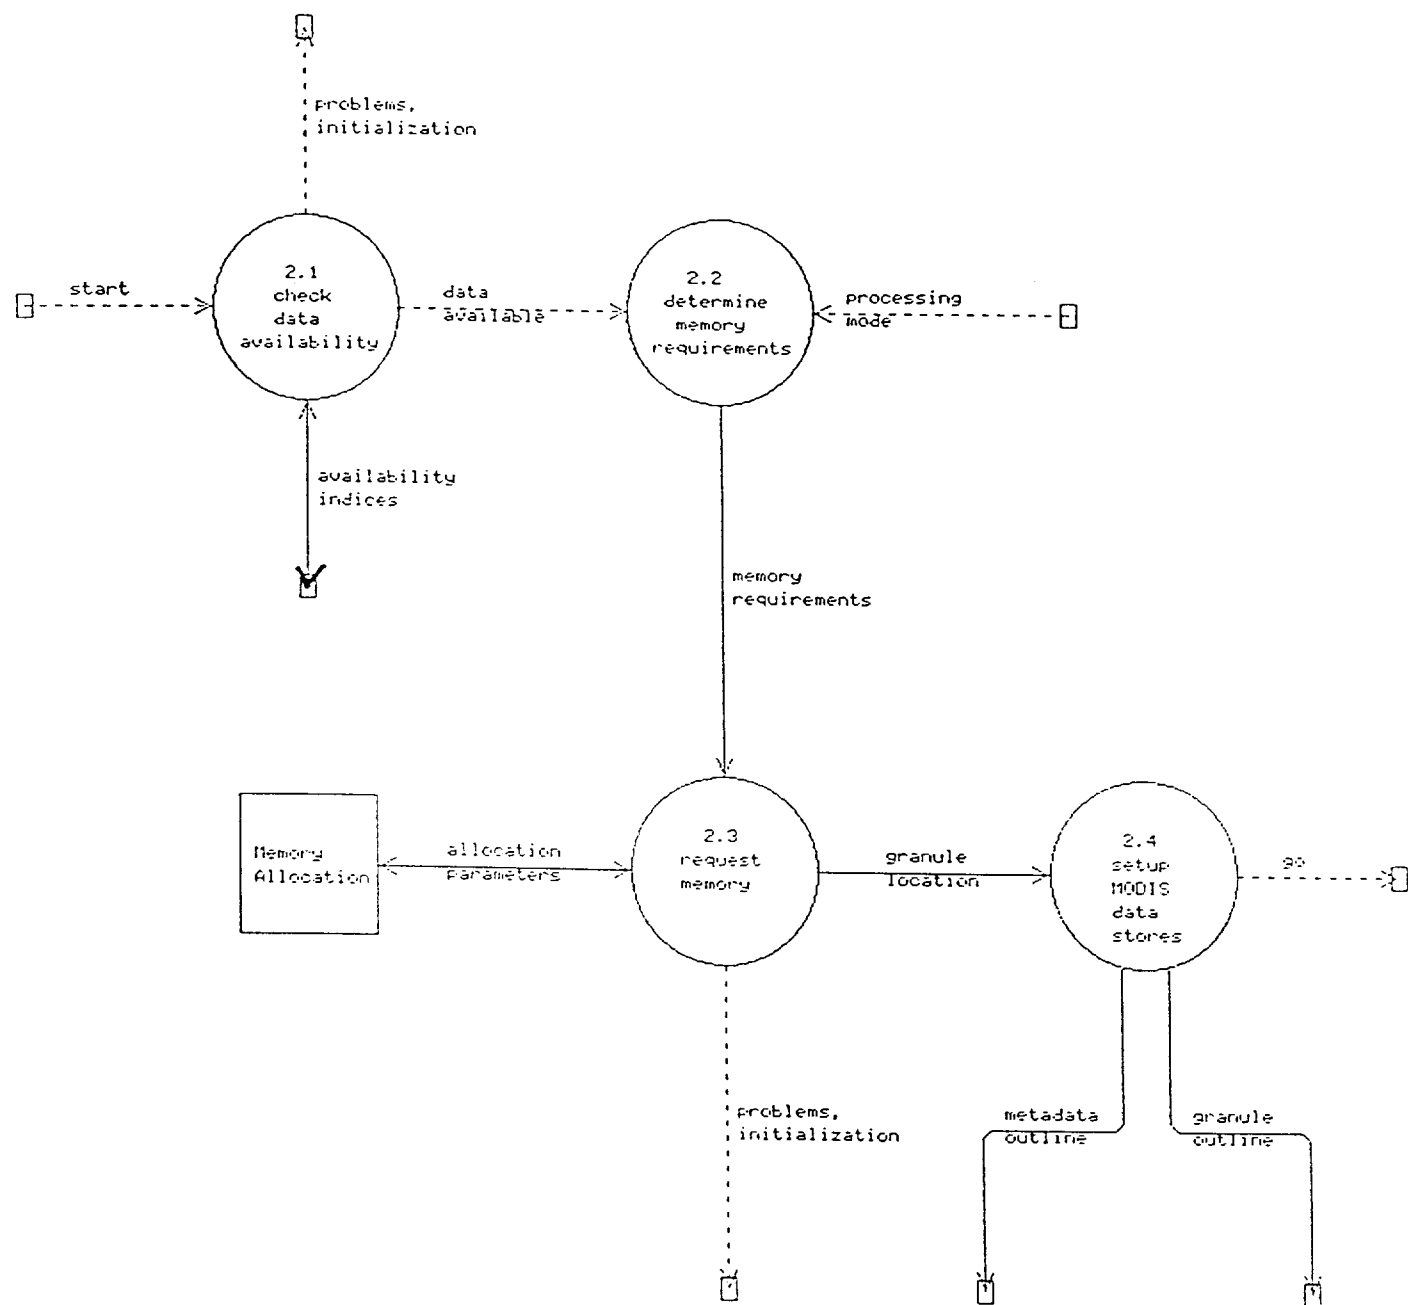 problems,
initialization
start
2.1
check
data
availability
data
available
2.2
determine
memory
requirements
processing
mode
availability
indices
memory
requirements
Memory
Allocation
allocation
parameters
2.3
request
memory
granule
location
2.4
setup
MODIS
data
stores
go
problems,
initialization
metadata
outline
granule
outline